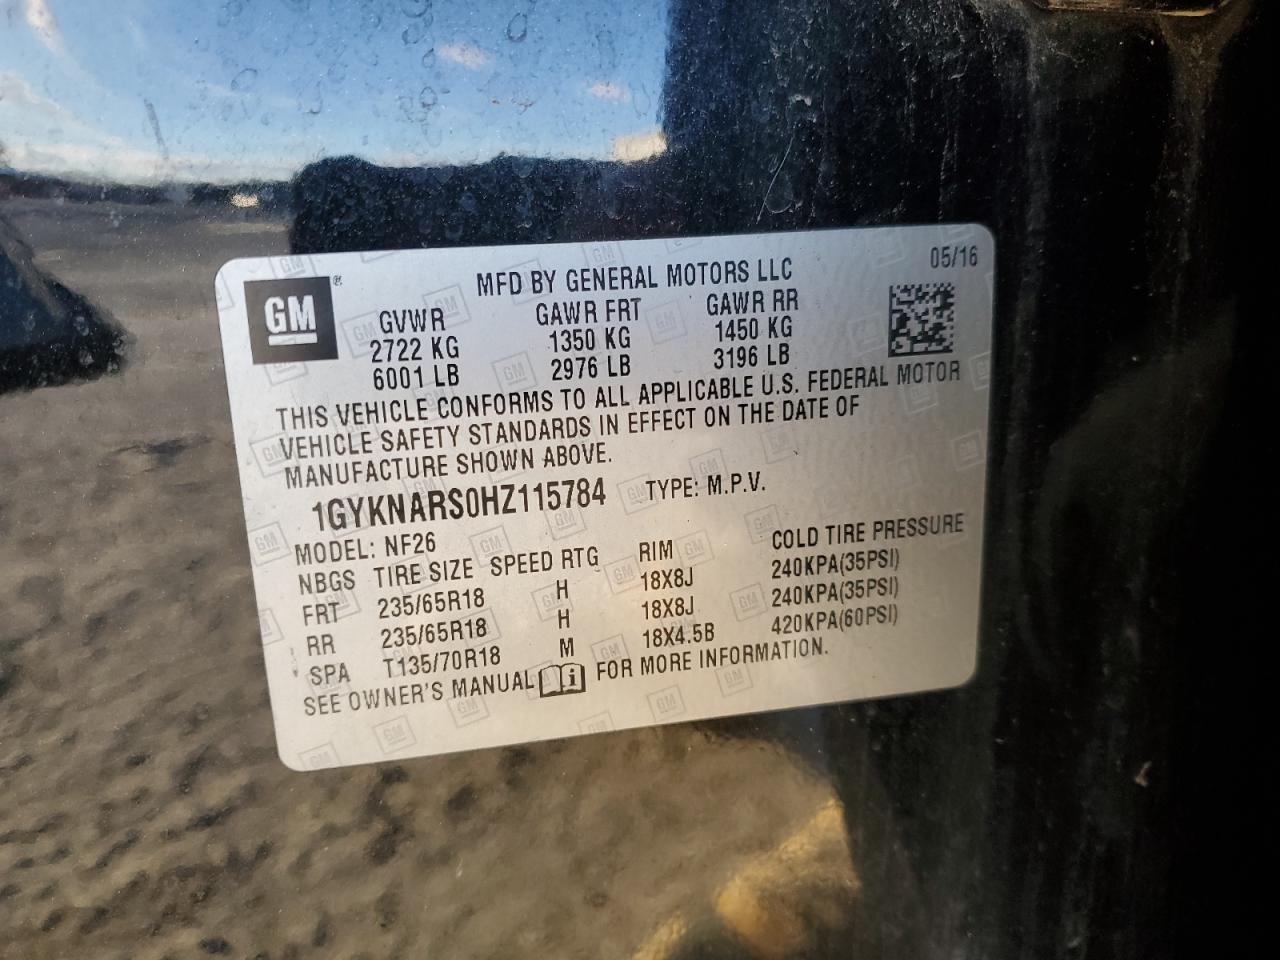 MFD BY GENERAL MOTORS LLC 05/16
GM ®
GVWR GAWR FRT GAWR RR
2722 KG 1350 KG 1450 KG
6001 LB 2976 LB 3196 LB
THIS VEHICLE CONFORMS TO ALL APPLICABLE U.S. FEDERAL MOTOR
VEHICLE SAFETY STANDARDS IN EFFECT ON THE DATE OF
MANUFACTURE SHOWN ABOVE.
1GYKNARS0HZ115784 TYPE: M.P.V.
MODEL: NF26
NBGS TIRE SIZE SPEED RTG RIM COLD TIRE PRESSURE
FRT 235/65R18 H 18X8J 240KPA(35PSI)
RR 235/65R18 H 18X8J 240KPA(35PSI)
SPA T135/70R18 M 18X4.5B 420KPA(60PSI)
SEE OWNER'S MANUAL i FOR MORE INFORMATION.